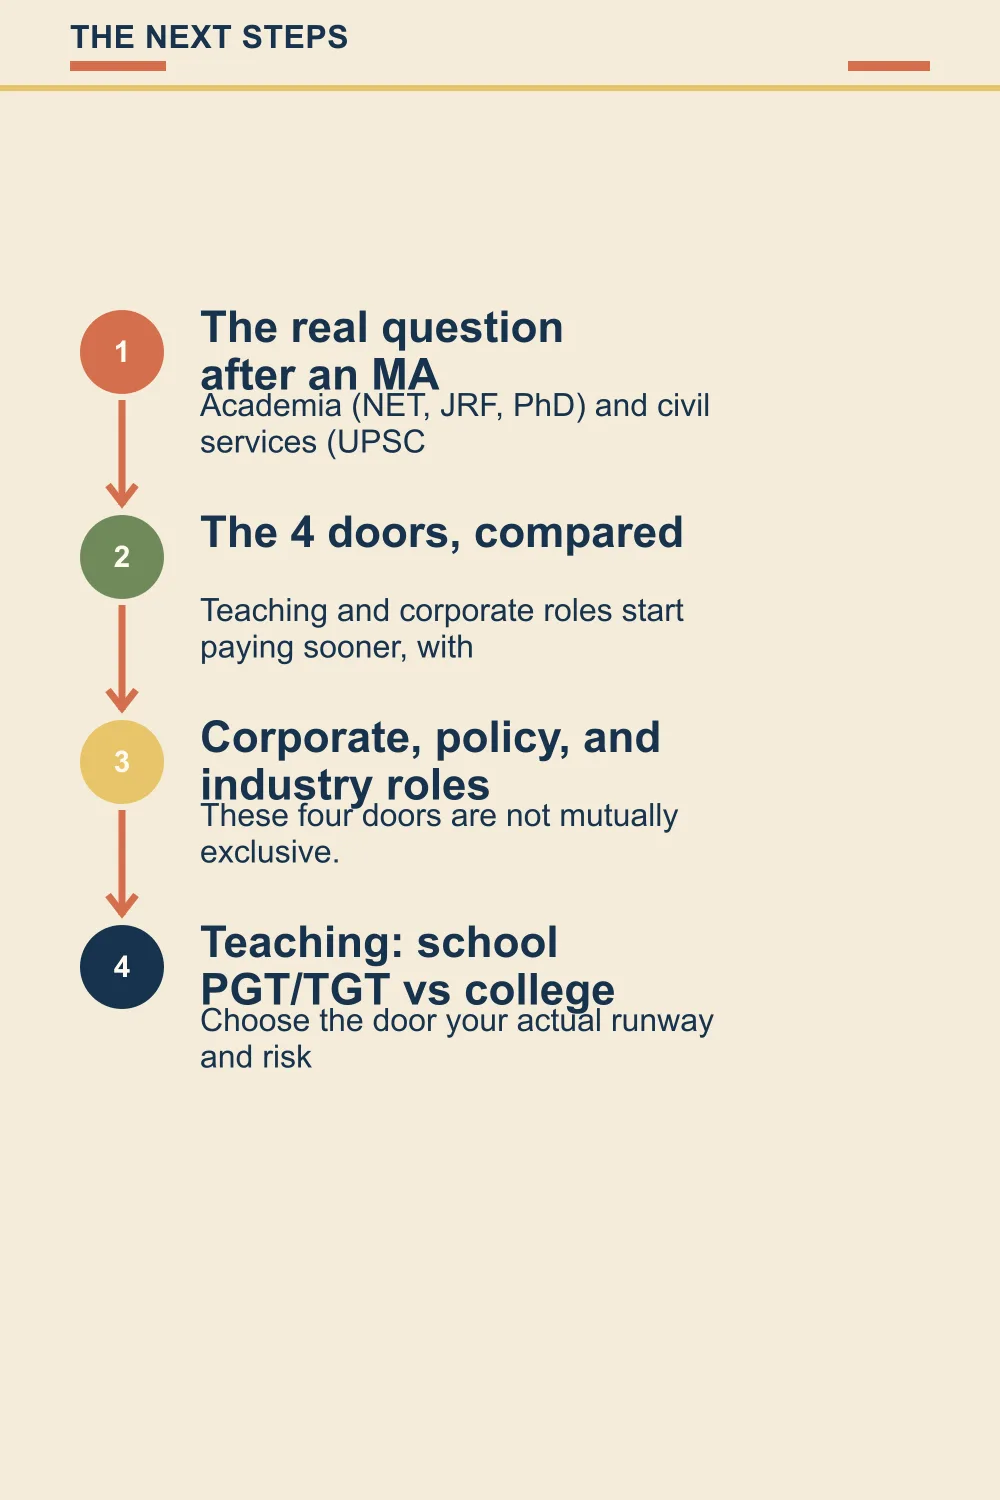 THE NEXT STEPS
1
The real question
after an MA
Academia (NET, JRF, PhD) and civil
services (UPSC
2
The 4 doors, compared
Teaching and corporate roles start
paying sooner, with
3
Corporate, policy, and
industry roles
These four doors are not mutually
exclusive.
4
Teaching: school
PGT/TGT vs college
Choose the door your actual runway
and risk